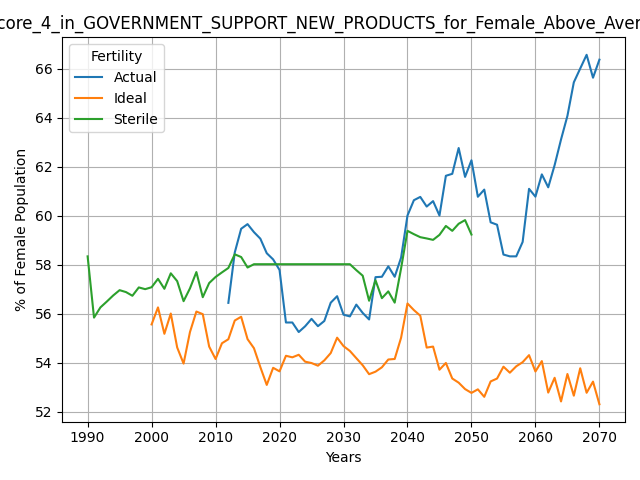 core_4_in_GOVERNMENT_SUPPORT_NEW_PRODUCTS_for_Female_Above_Aver
Fertility
Actual
Ideal
Sterile
% of Female Population
66
64
62
60
58
56
54
52
1990 2000 2010 2020 2030 2040 2050 2060 2070
Years